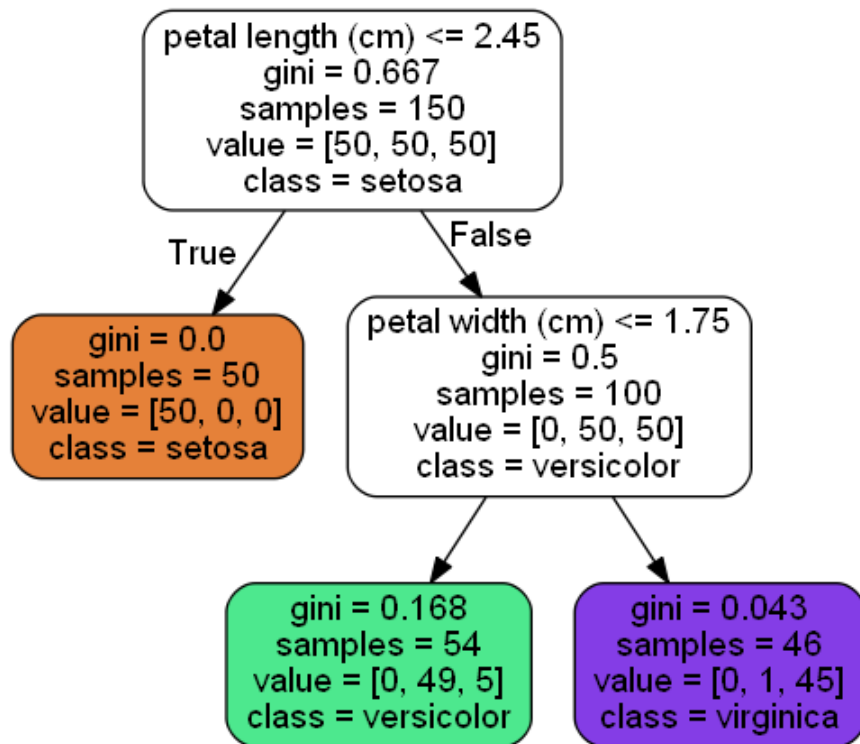 petal length (cm) <= 2.45
gini = 0.667
samples = 150
value = [50, 50, 50]
class = setosa
True
False
gini = 0.0
samples = 50
value = [50, 0, 0]
class = setosa
petal width (cm) <= 1.75
gini = 0.5
samples = 100
value = [0, 50, 50]
class = versicolor
gini = 0.168
samples = 54
value = [0, 49, 5]
class = versicolor
gini = 0.043
samples = 46
value = [0, 1, 45]
class = virginica